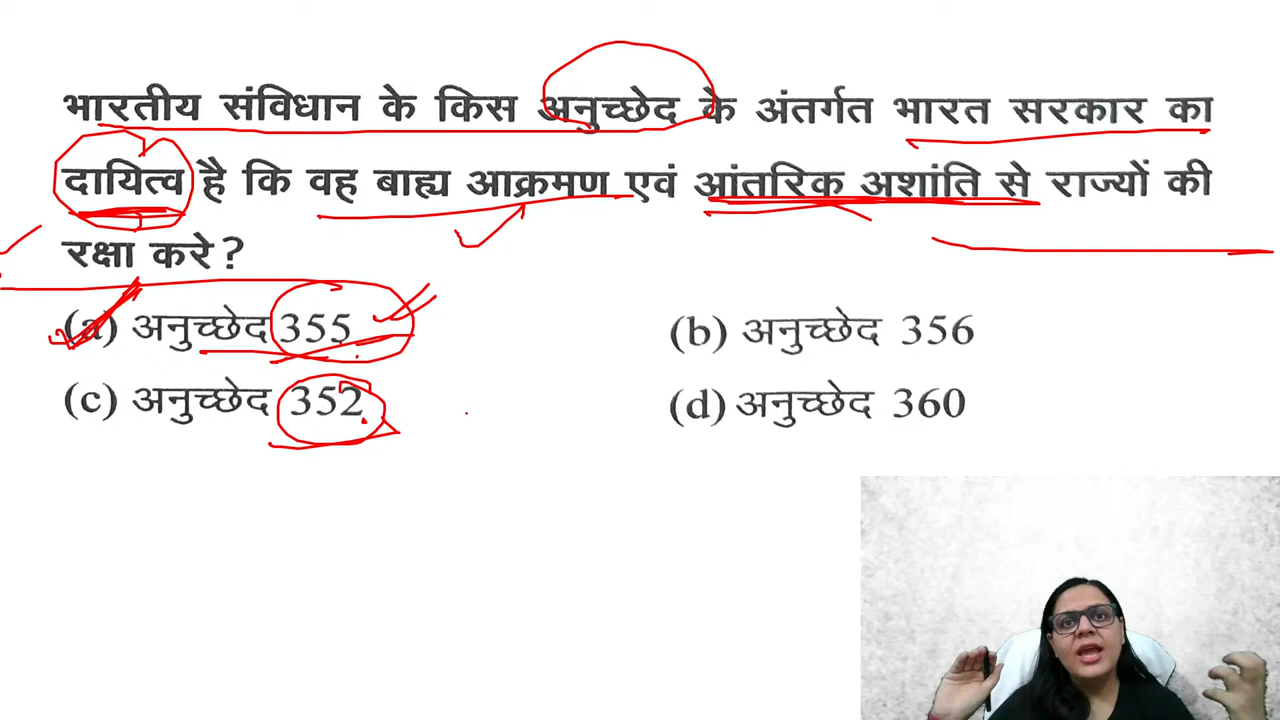 भारतीय संविधान के किस अनुच्छेद के अंतर्गत भारत सरकार का
दायित्व है कि वह बाह्य आक्रमण एवं आंतरिक अशांति से राज्यों की
रक्षा करे?
(a) अनुच्छेद 355 (b) अनुच्छेद 356
(c) अनुच्छेद 352 (d) अनुच्छेद 360